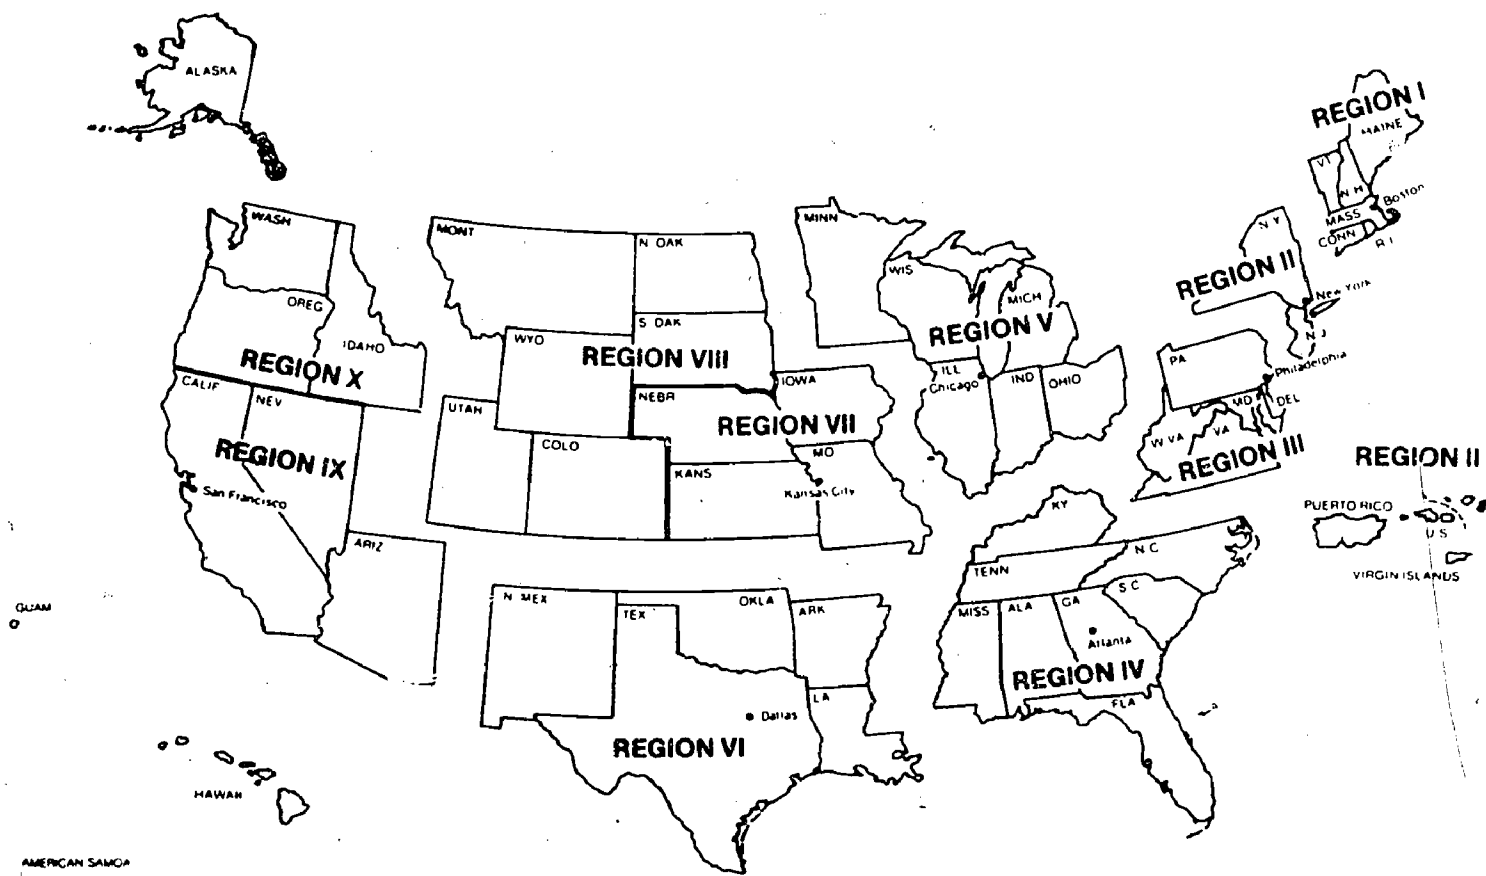 ALASKA
REGION I
MAINE
VT
N H
Boston
MASS
CONN
R I
N Y
REGION II
New York
N J
WASH
MONT
N DAK
MINN
WIS
MICH
OREG
IDAHO
S DAK
WYO
REGION VIII
REGION V
REGION X
PA
Philadelphia
CALIF
NEV
UTAH
NEBR
IOWA
ILL
Chicago
IND
OHIO
MD
DEL
REGION VII
COLO
W VA
VA
REGION III
REGION IX
REGION II
KANS
MO
Kansas City
San Francisco
KY
PUERTO RICO
U S
VIRGIN ISLANDS
ARIZ
N C
TENN
S C
GUAM
N MEX
TEX
OKLA
ARK
MISS
ALA
GA
Atlanta
REGION IV
LA
FLA
Dallas
REGION VI
HAWAII
AMERICAN SAMOA